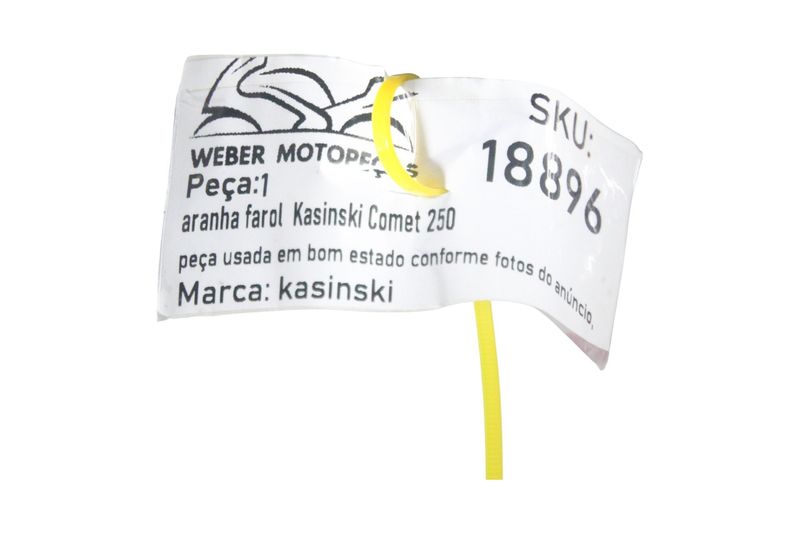 WEBER MOTOPEÇAS
Peça:1
aranha farol Kasinski Comet 250
peça usada em bom estado conforme fotos do anúncio,
Marca: kasinski
SKU:
18896